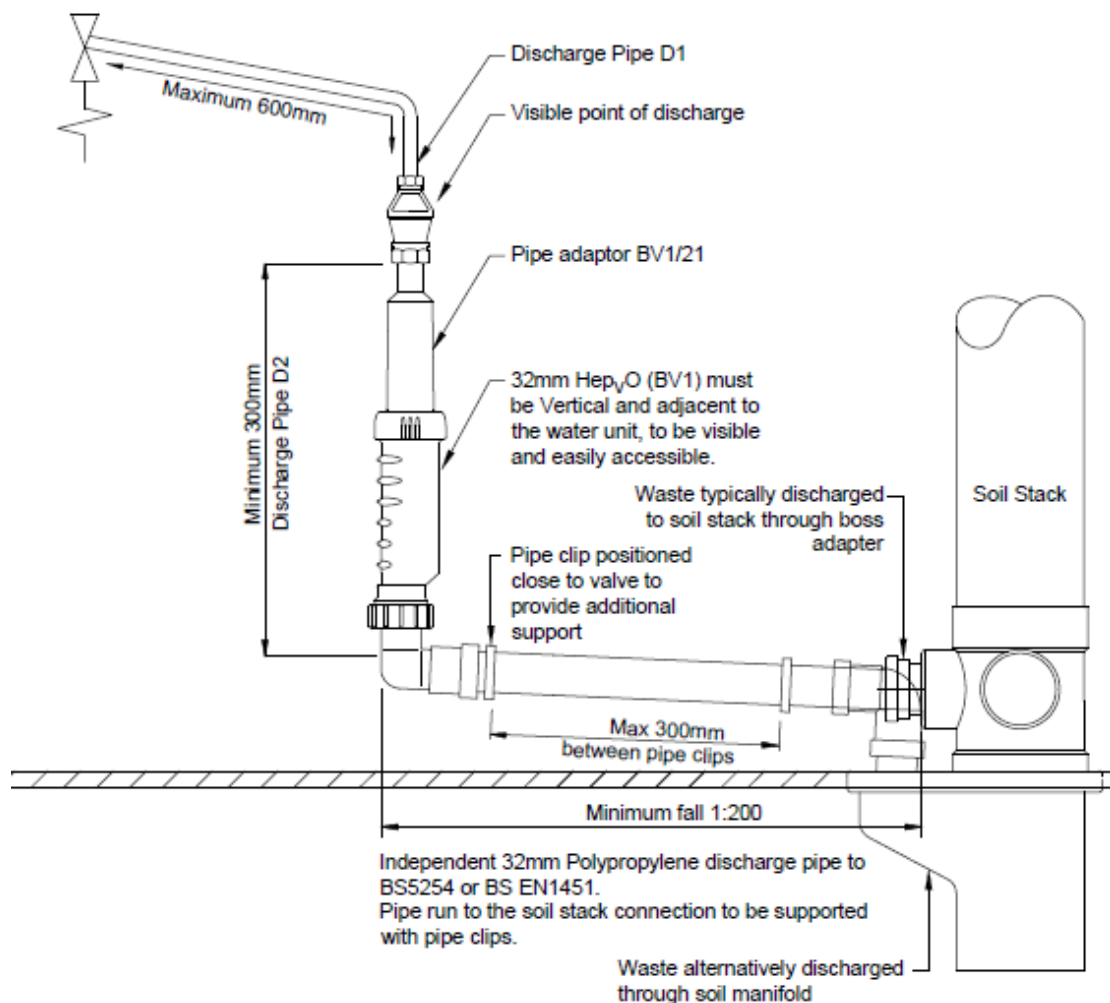 Discharge Pipe D1
Maximum 600mm
Visible point of discharge
Pipe adaptor BV1/21
Minimum 300mm
Discharge Pipe D2
32mm HepvO (BV1) must
be Vertical and adjacent to
the water unit, to be visible
and easily accessible.
Waste typically discharged
to soil stack through boss
adapter
Soil Stack
Pipe clip positioned
close to valve to
provide additional
support
Max 300mm
between pipe clips
Minimum fall 1:200
Independent 32mm Polypropylene discharge pipe to
BS5254 or BS EN1451.
Pipe run to the soil stack connection to be supported
with pipe clips.
Waste alternatively discharged
through soil manifold